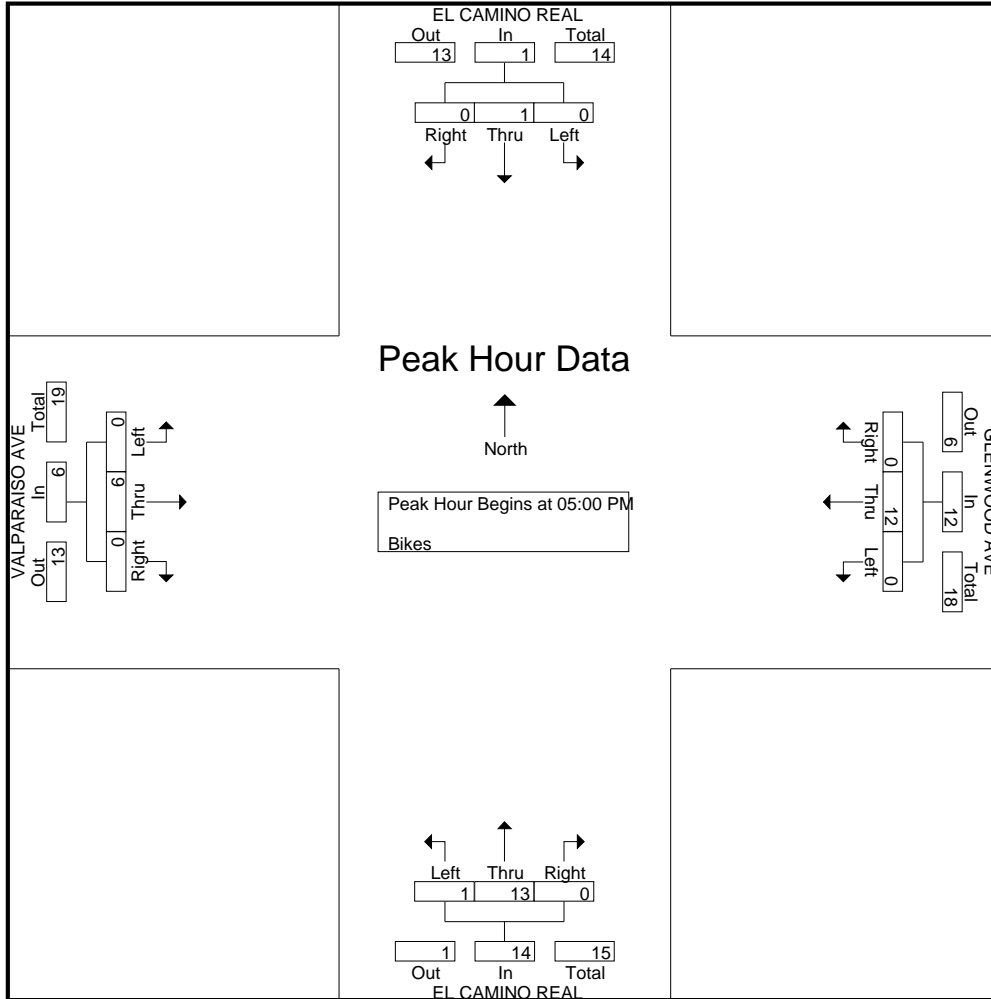 EL CAMINO REAL
Out In Total
13 1 14
0 1 0
Right Thru Left
Peak Hour Data
North
Peak Hour Begins at 05:00 PM
Bikes
VALPARAISO AVE
Out In Total
13 6 19
0 6 0
Left Thru Right
GLENWOOD AVE
Out In Total
6 12 18
0 12 0
Right Thru Left
Left Thru Right
1 13 0
1 14 15
Out In Total
EL CAMINO REAL